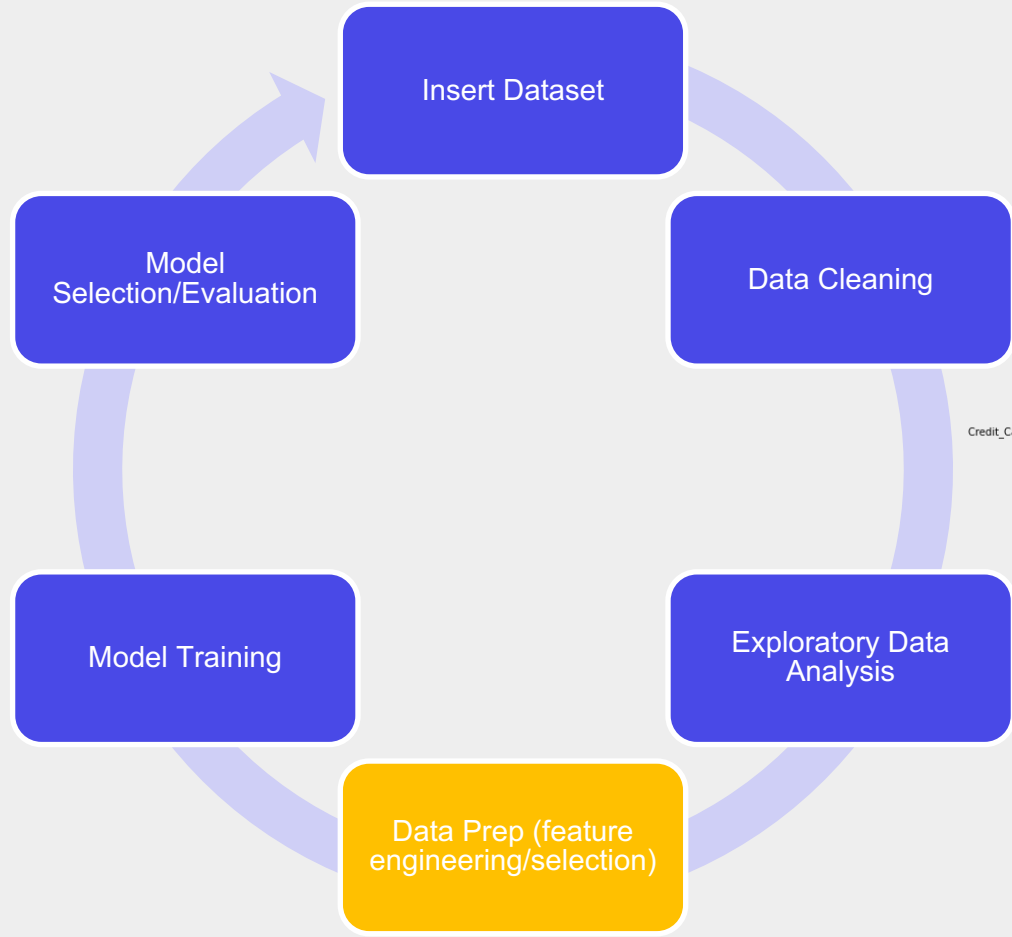 Insert Dataset
Model
Selection/Evaluation
Data Cleaning
Model Training
Exploratory Data
Analysis
Data Prep (feature
engineering/selection)